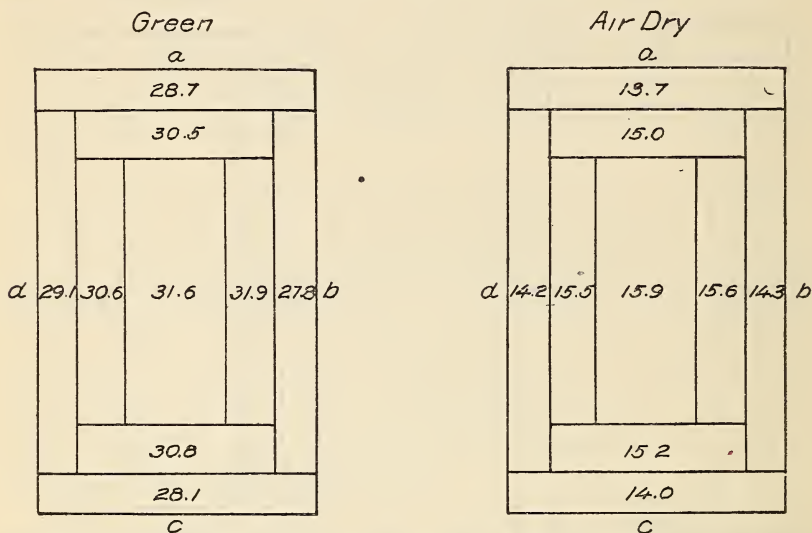 Green
a
28.7
30.5
d 29.1 30.6 31.6 31.9 27.8 b
30.8
28.1
c
Air Dry
a
13.7
15.0
d 14.2 15.5 15.9 15.6 14.3 b
15 2
14.0
c